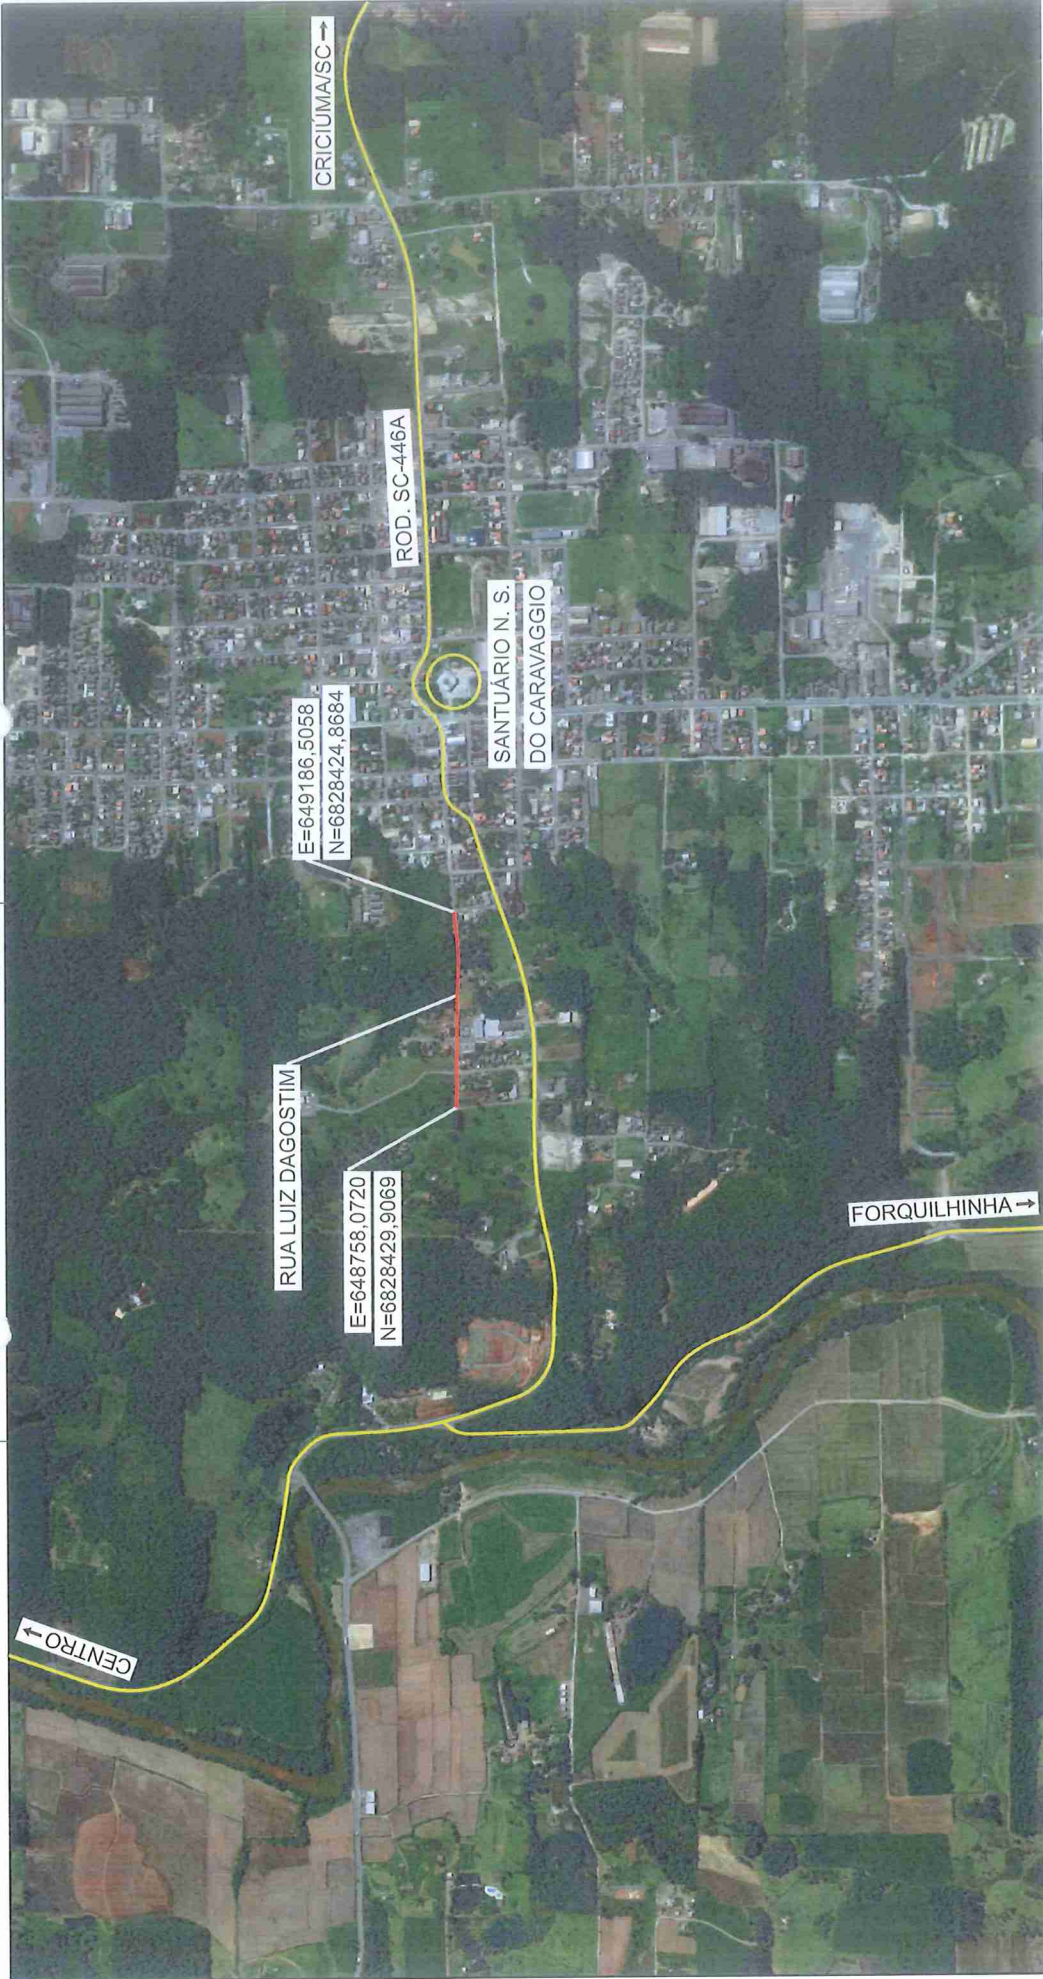 CENTRO ←
RUA LUIZ DAGOSTIM
E=648758,0720
N=6828429,9069
E=649186,5058
N=6828424,8684
CRICIÚMA/SC→
ROD. SC-446A
SANTUÁRIO N. S.
DO CARAVAGGIO
FORQUILHINHA→